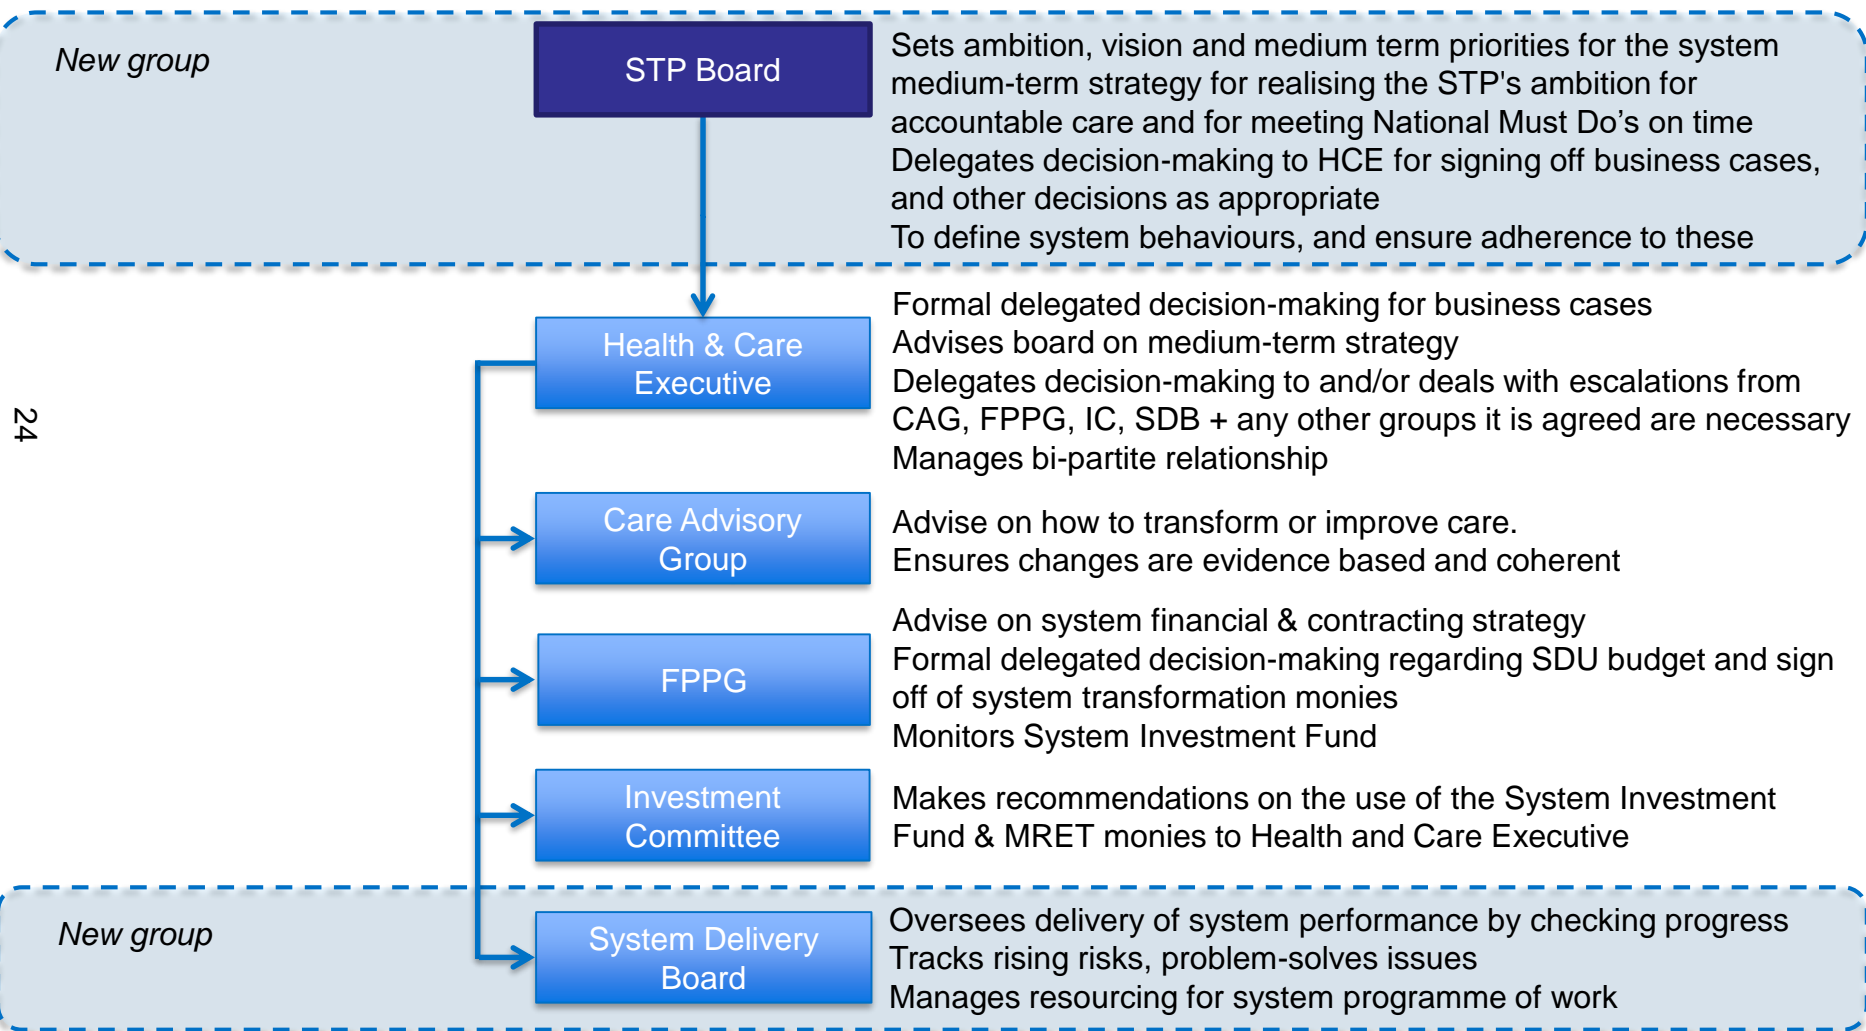 New group
STP Board
Sets ambition, vision and medium term priorities for the system
medium-term strategy for realising the STP's ambition for
accountable care and for meeting National Must Do’s on time
Delegates decision-making to HCE for signing off business cases,
and other decisions as appropriate
To define system behaviours, and ensure adherence to these
Health & Care
Executive
Formal delegated decision-making for business cases
Advises board on medium-term strategy
Delegates decision-making to and/or deals with escalations from
CAG, FPPG, IC, SDB + any other groups it is agreed are necessary
Manages bi-partite relationship
24
Care Advisory
Group
Advise on how to transform or improve care.
Ensures changes are evidence based and coherent
FPPG
Advise on system financial & contracting strategy
Formal delegated decision-making regarding SDU budget and sign
off of system transformation monies
Monitors System Investment Fund
Investment
Committee
Makes recommendations on the use of the System Investment
Fund & MRET monies to Health and Care Executive
New group
System Delivery
Board
Oversees delivery of system performance by checking progress
Tracks rising risks, problem-solves issues
Manages resourcing for system programme of work